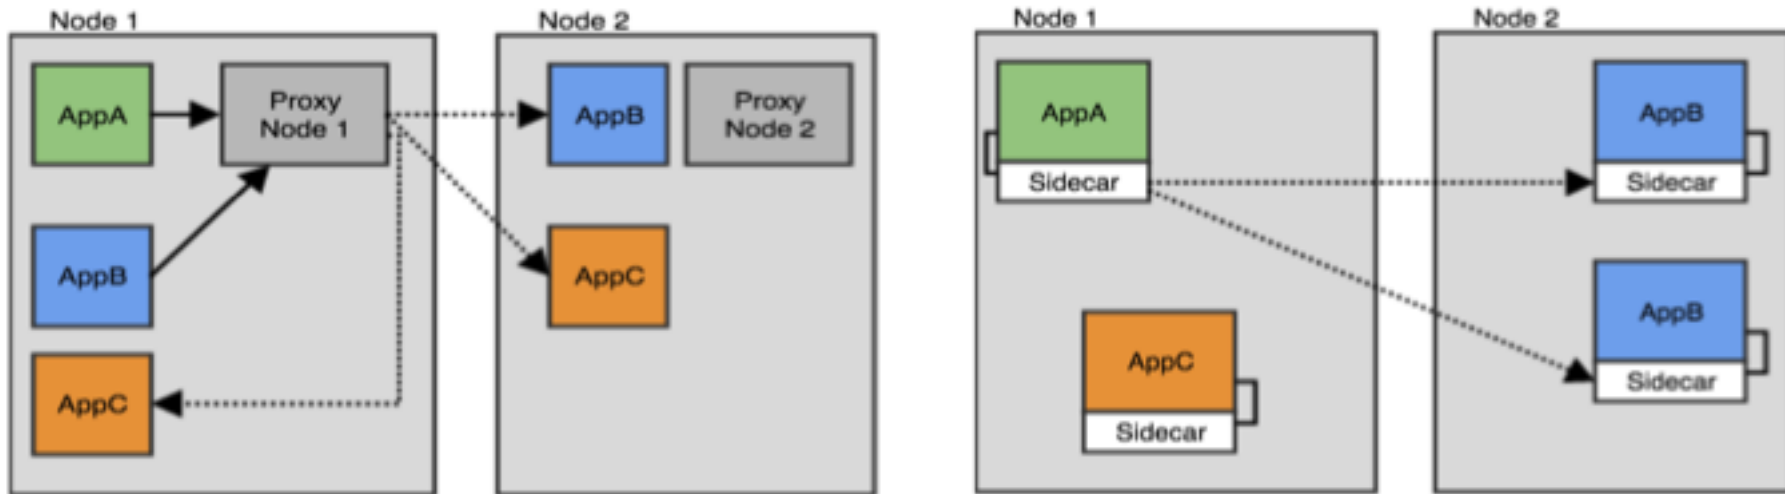 Node 1
AppA
Proxy
Node 1
AppB
AppC
Node 2
AppB
Proxy
Node 2
AppC
Node 1
AppA
Sidecar
AppC
Sidecar
Node 2
AppB
Sidecar
AppB
Sidecar